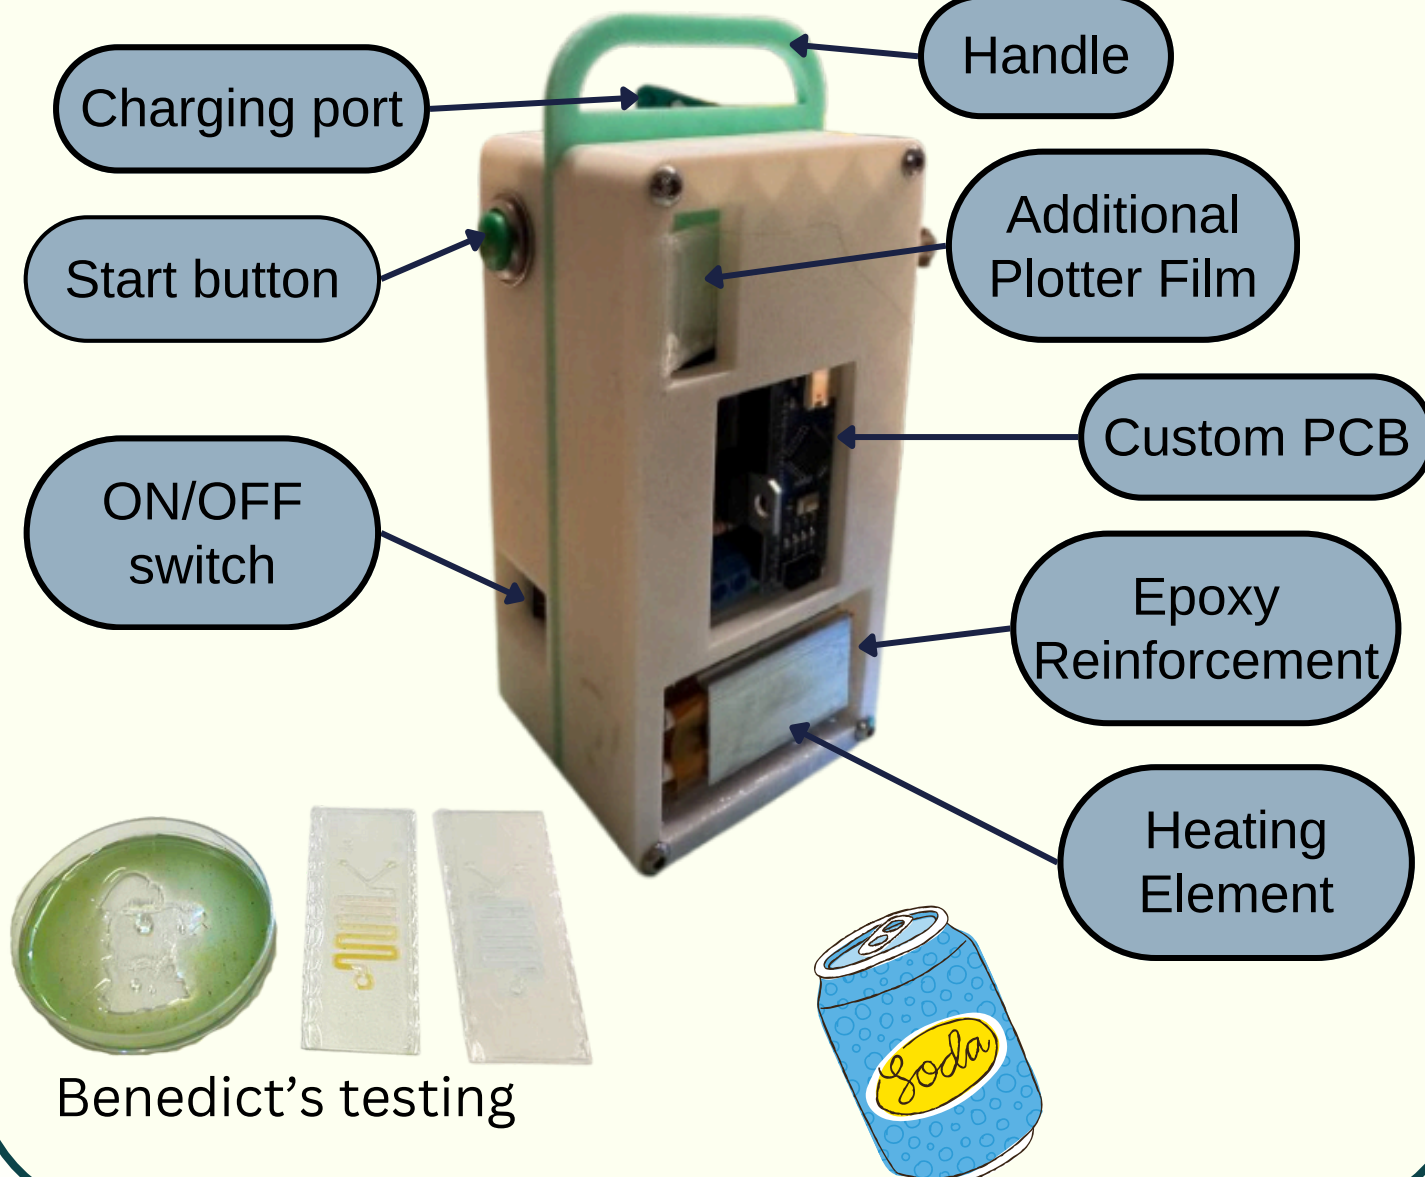 Handle
Charging port
Additional
Plotter Film
Start button
Custom PCB
ON/OFF
switch
Epoxy
Reinforcement
Heating
Element
Soda
Benedict’s testing